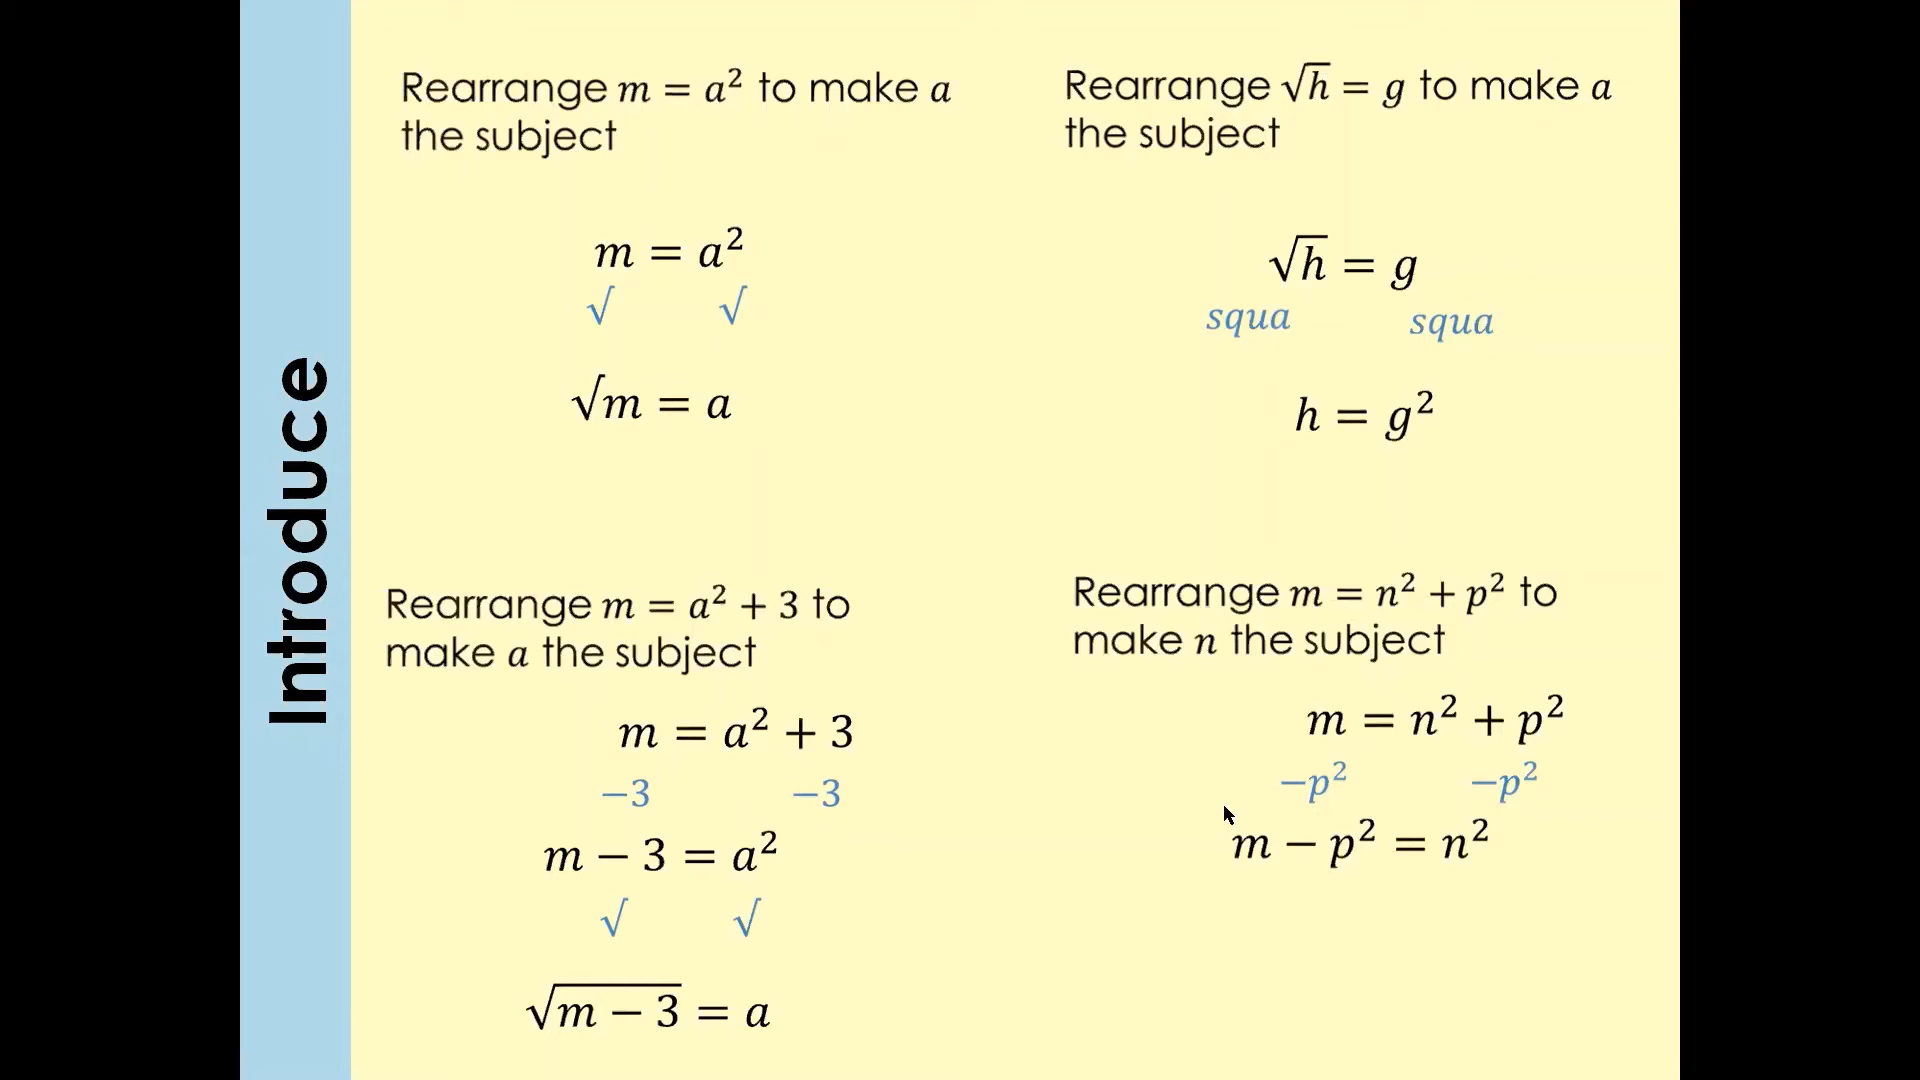 Introduce
Rearrange m = a² to make a
the subject
m = a²
√ √
√m = a
Rearrange √h = g to make a
the subject
√h = g
squa squa
h = g²
Rearrange m = a² + 3 to
make a the subject
m = a² + 3
−3 −3
m − 3 = a²
√ √
√(m − 3) = a
Rearrange m = n² + p² to
make n the subject
m = n² + p²
−p² −p²
m − p² = n²